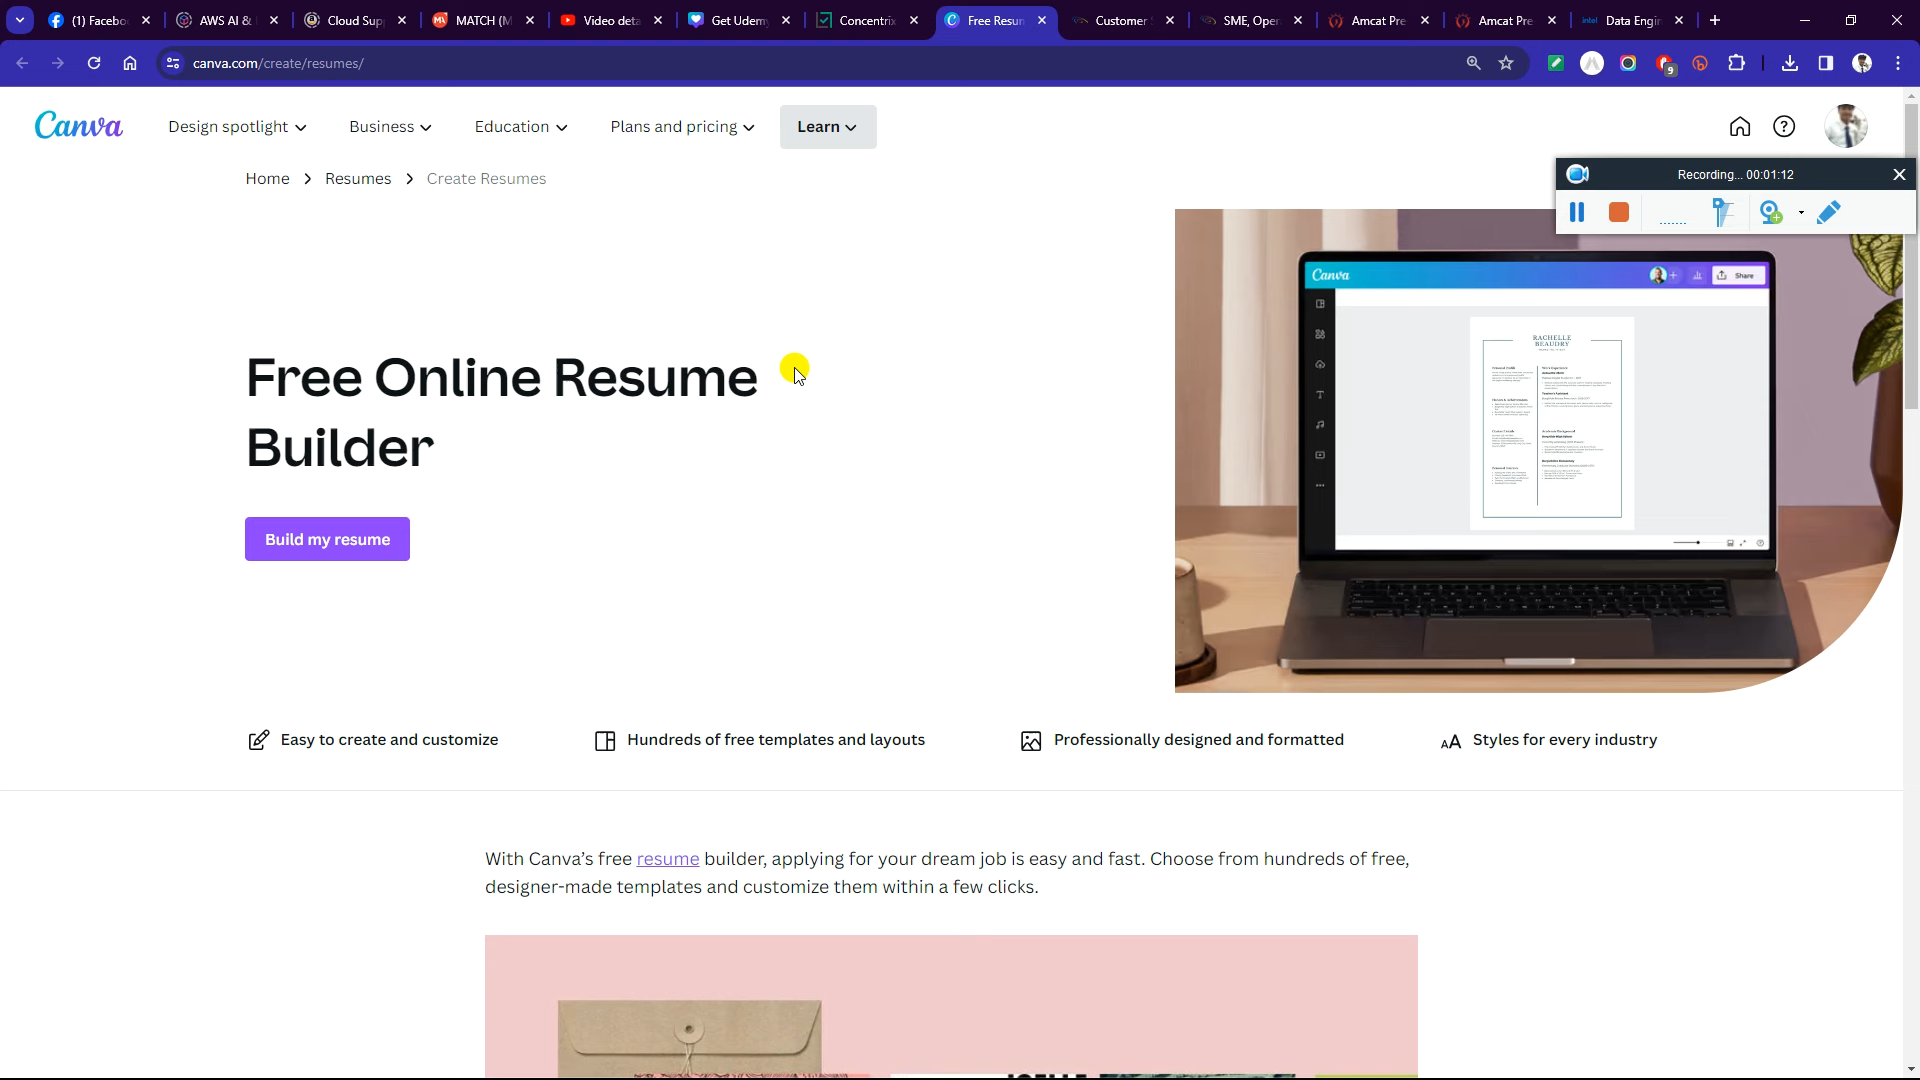 (1) Facebo
AWS AI &
Cloud Sup
MATCH (M
Video deta
Get Udem
Concentrix
Free Resum
Customer
SME, Oper
Amcat Pre
Amcat Pre
Data Engin
canva.com/create/resumes/
9
Canva
Design spotlight
Business
Education
Plans and pricing
Learn
Home
Resumes
Create Resumes
Recording... 00:01:12
Canva
Share
RACHELLE
BEAUDRY
Free Online Resume
Builder
Build my resume
Easy to create and customize
Hundreds of free templates and layouts
Professionally designed and formatted
Styles for every industry
With Canva’s free resume builder, applying for your dream job is easy and fast. Choose from hundreds of free,
designer-made templates and customize them within a few clicks.